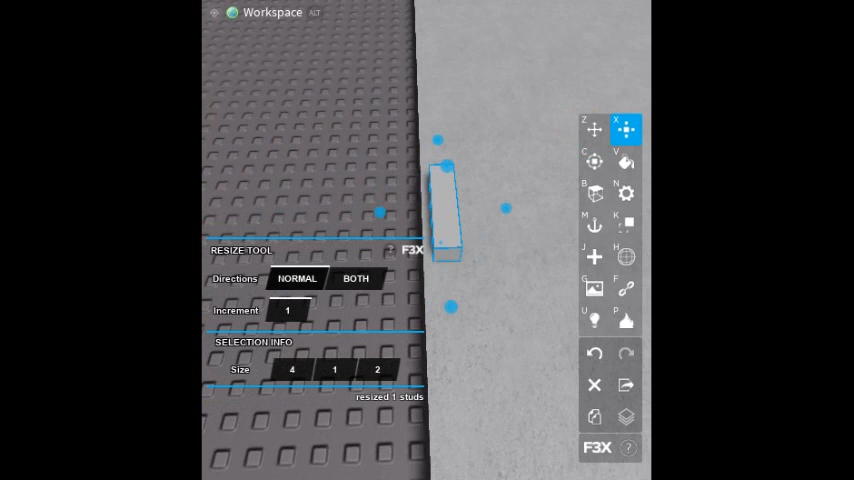 Workspace ALT
Z X
C V
B N
M K
RESIZE TOOL F3X
J H
Directions NORMAL BOTH
G F
Increment 1
U P
SELECTION INFO
Size 4 1 2
resized 1 studs
F3X ?